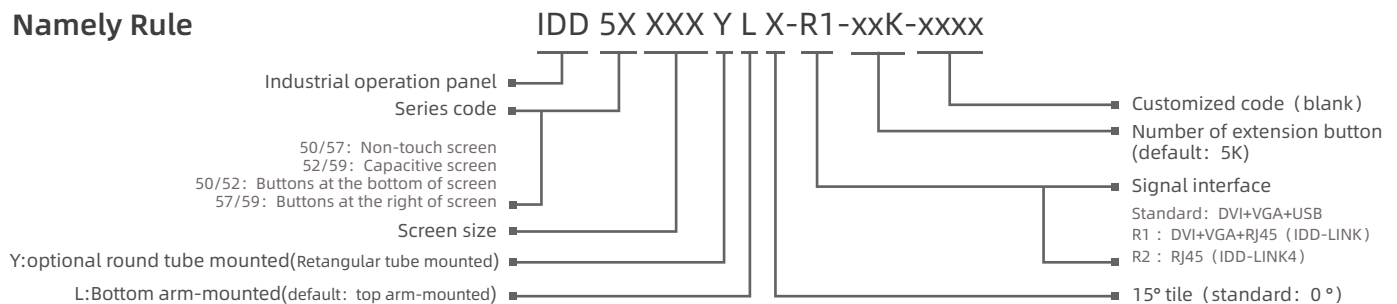 Namely Rule
IDD 5X XXX Y L X-R1-xxK-xxxx
Industrial operation panel
Series code
50/57: Non-touch screen
52/59: Capacitive screen
50/52: Buttons at the bottom of screen
57/59: Buttons at the right of screen
Screen size
Y:optional round tube mounted(Retangular tube mounted)
L:Bottom arm-mounted(default: top arm-mounted)
Customized code (blank)
Number of extension button
(default: 5K)
Signal interface
Standard: DVI+VGA+USB
R1 : DVI+VGA+RJ45 (IDD-LINK)
R2 : RJ45 (IDD-LINK4)
15° tile (standard: 0 °)